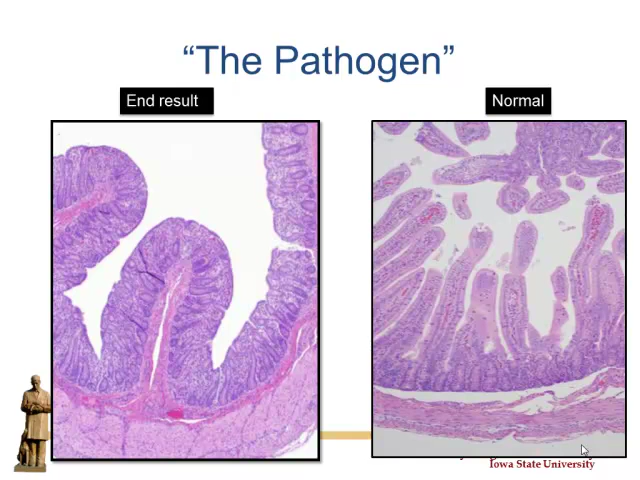 “The Pathogen”
End result
Normal
Iowa State University